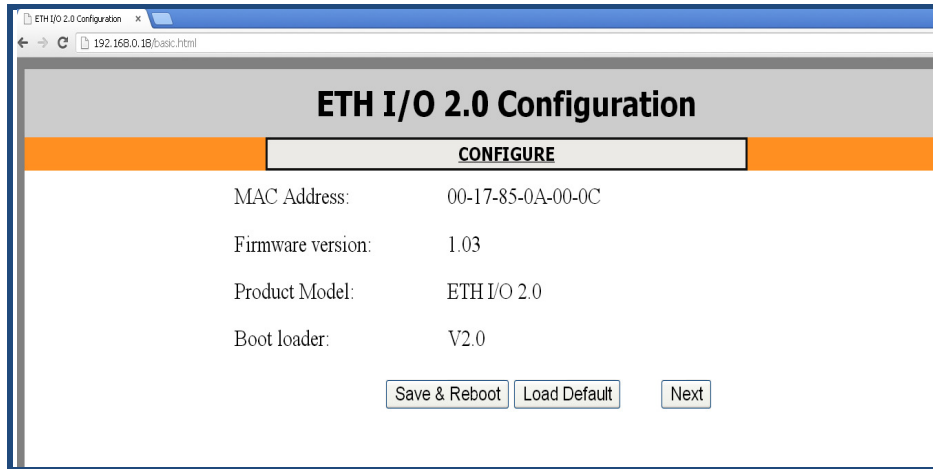 ETH I/O 2.0 Configuration ×
192.168.0.18/basic.html
ETH I/O 2.0 Configuration
CONFIGURE
MAC Address: 00-17-85-0A-00-0C
Firmware version: 1.03
Product Model: ETH I/O 2.0
Boot loader: V2.0
Save & Reboot Load Default Next